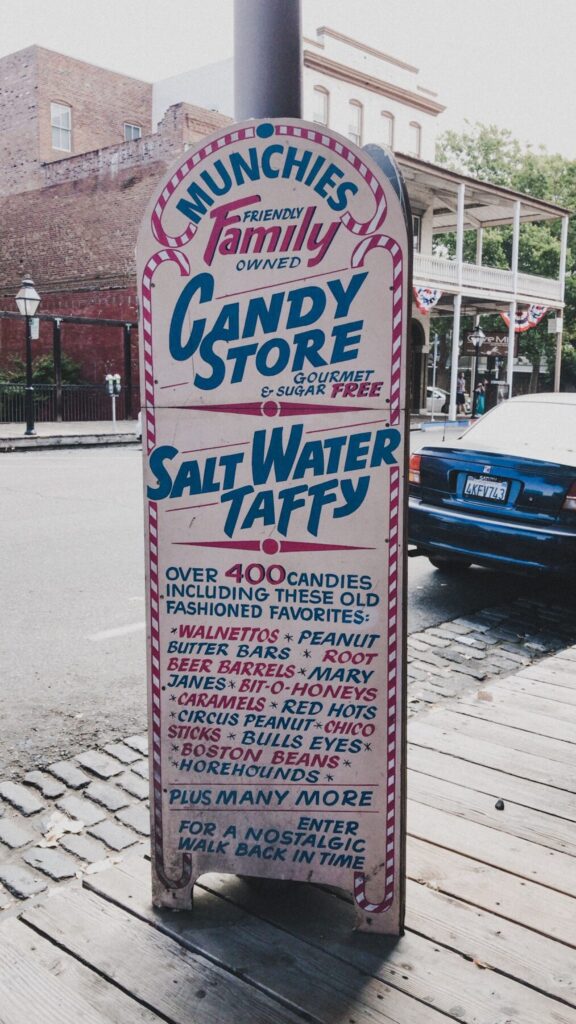 MUNCHIES
FRIENDLY
Family
OWNED
CANDY
STORE
GOURMET
& SUGAR FREE
SALT WATER
TAFFY
OVER 400 CANDIES
INCLUDING THESE OLD
FASHIONED FAVORITES:
*WALNETTOS * PEANUT
BUTTER BARS * ROOT
BEER BARRELS * MARY
JANES * BIT-O-HONEYS
*CARAMELS * RED HOTS
CIRCUS PEANUT * CHICO
STICKS * BULLS EYES *
*BOSTON BEANS *
*HOREHOUNDS *
PLUS MANY MORE
ENTER
FOR A NOSTALGIC
WALK BACK IN TIME
4KFV743